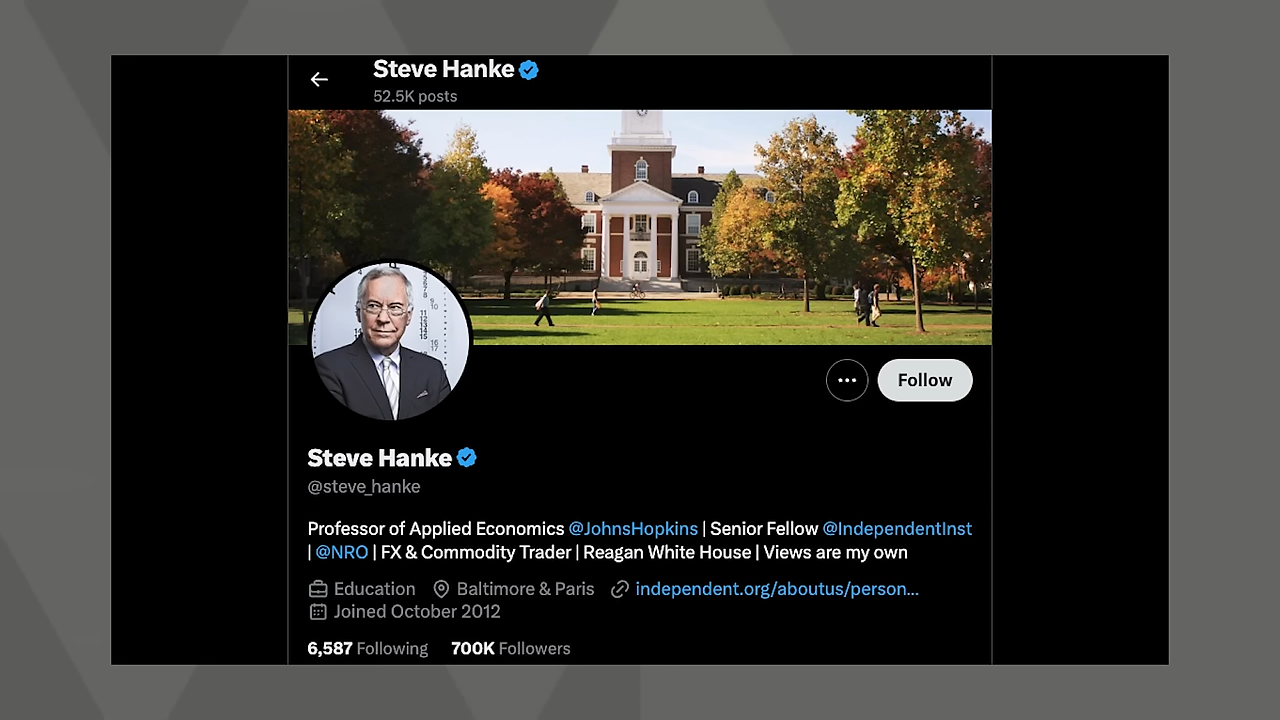 Steve Hanke
52.5K posts
Follow
Steve Hanke
@steve_hanke
Professor of Applied Economics @JohnsHopkins | Senior Fellow @IndependentInst
| @NRO | FX & Commodity Trader | Reagan White House | Views are my own
Education Baltimore & Paris independent.org/aboutus/person...
Joined October 2012
6,587 Following 700K Followers